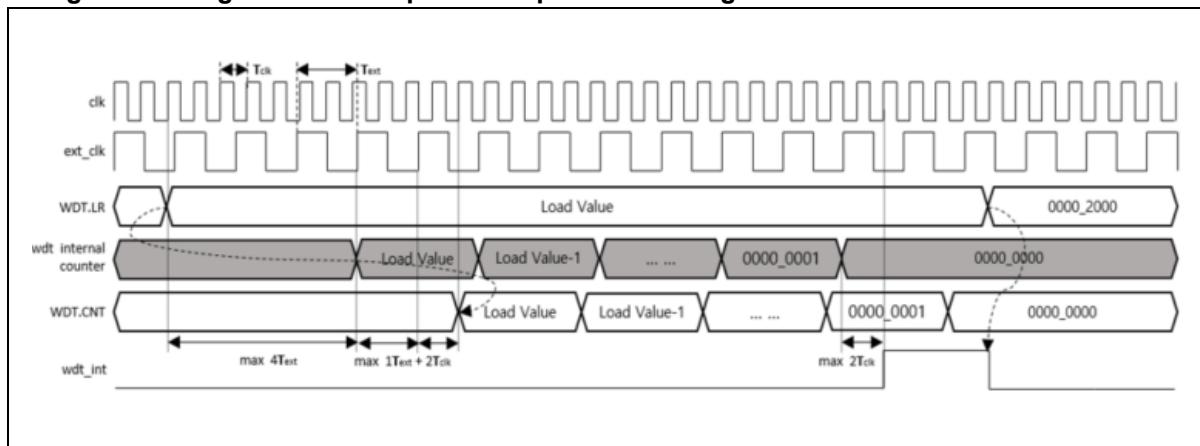 Tclk Text
clk
ext_clk
WDT.LR Load Value 0000_2000
wdt internal
counter Load Value Load Value-1 ... ... 0000_0001 0000_0000
WDT.CNT Load Value Load Value-1 ... ... 0000_0001 0000_0000
max 4Text max 1Text + 2Tclk max 2Tclk
wdt_int